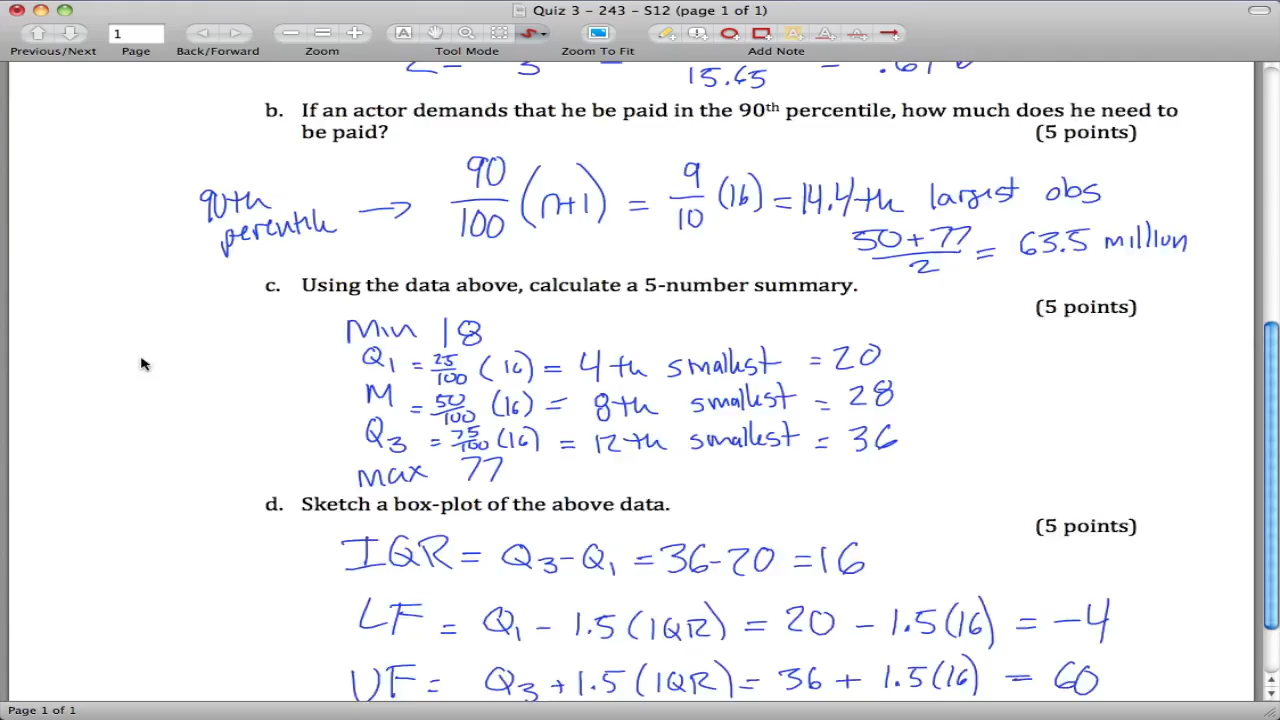 Quiz 3 - 243 - S12 (page 1 of 1)
1
Previous/Next Page Back/Forward Zoom Tool Mode Zoom To Fit Add Note
15.65
b. If an actor demands that he be paid in the 90th percentile, how much does he need to
be paid? (5 points)
90th percentile → 90/100 (n+1) = 9/10 (16) = 14.4th largest obs
50+77/2 = 63.5 million
c. Using the data above, calculate a 5-number summary.
(5 points)
Min 18
Q1 = 25/100 (16) = 4th smallest = 20
M = 50/100 (16) = 8th smallest = 28
Q3 = 75/100 (16) = 12th smallest = 36
max 77
d. Sketch a box-plot of the above data.
(5 points)
IQR = Q3-Q1 = 36-20 = 16
LF = Q1 - 1.5(IQR) = 20 - 1.5(16) = -4
UF = Q3 + 1.5(IQR) = 36 + 1.5(16) = 60
Page 1 of 1